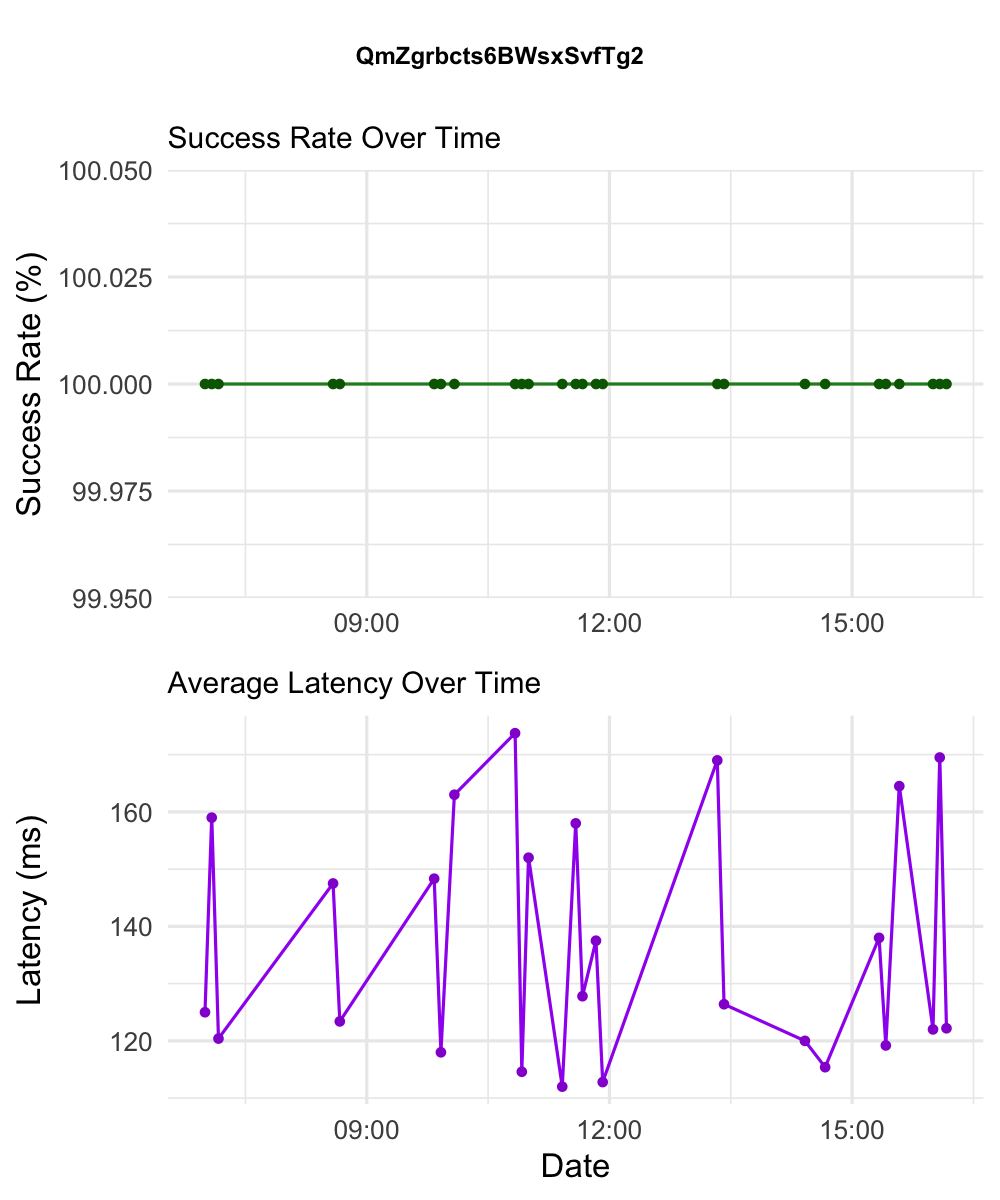 QmZgrbcts6BWsxSvfTg2
Success Rate Over Time
Success Rate (%)
100.050
100.025
100.000
99.975
99.950
09:00 12:00 15:00
Average Latency Over Time
Latency (ms)
160
140
120
09:00 12:00 15:00
Date